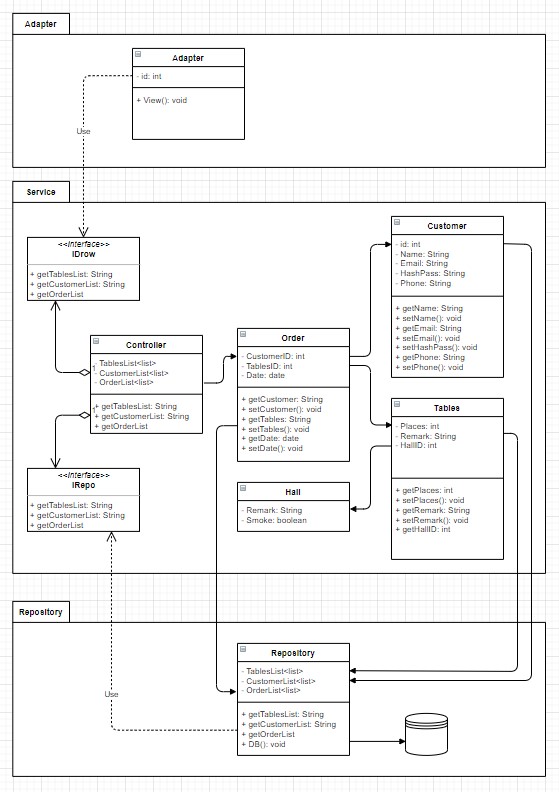 Adapter
Adapter
- id: int
+ View(): void
Use
Service
<<Interface>>
IDrow
+ getTablesList: String
+ getCustomerList: String
+ getOrderList
Customer
- id: int
- Name: String
- Email: String
- HashPass: String
- Phone: String
+ getName: String
+ setName(): void
+ getEmail: String
+ setEmail(): void
+ setHashPass(): void
+ getPhone: String
+ setPhone(): void
Controller
- TablesList<list>
- CustomerList<list>
- OrderList<list>
+ getTablesList: String
+ getCustomerList: String
+ getOrderList
1
1
Order
- CustomerID: int
- TablesID: int
- Date: date
+ getCustomer: String
+ setCustomer(): void
+ getTables: String
+ setTables(): void
+ getDate: date
+ setDate(): void
Tables
- Places: int
- Remark: String
- HallID: int
+ getPlaces: int
+ setPlaces(): void
+ getRemark: String
+ setRemark(): void
+ getHallID: int
<<Interface>>
IRepo
+ getTablesList: String
+ getCustomerList: String
+ getOrderList
Hall
- Remark: String
- Smoke: boolean
Repository
Use
Repository
- TablesList<list>
- CustomerList<list>
- OrderList<list>
+ getTablesList: String
+ getCustomerList: String
+ getOrderList
+ DB(): void